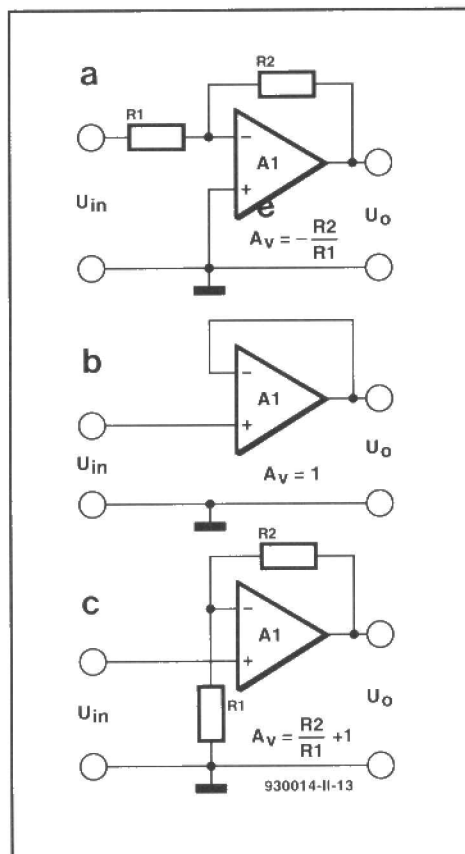 a
R2
R1
−
A1
+
e
Uin
Uo
Av = − R2
R1
b
−
A1
+
Uin
Uo
Av = 1
R2
c
−
A1
+
R1
Uin
Uo
Av = R2 +1
R1
930014-II-13